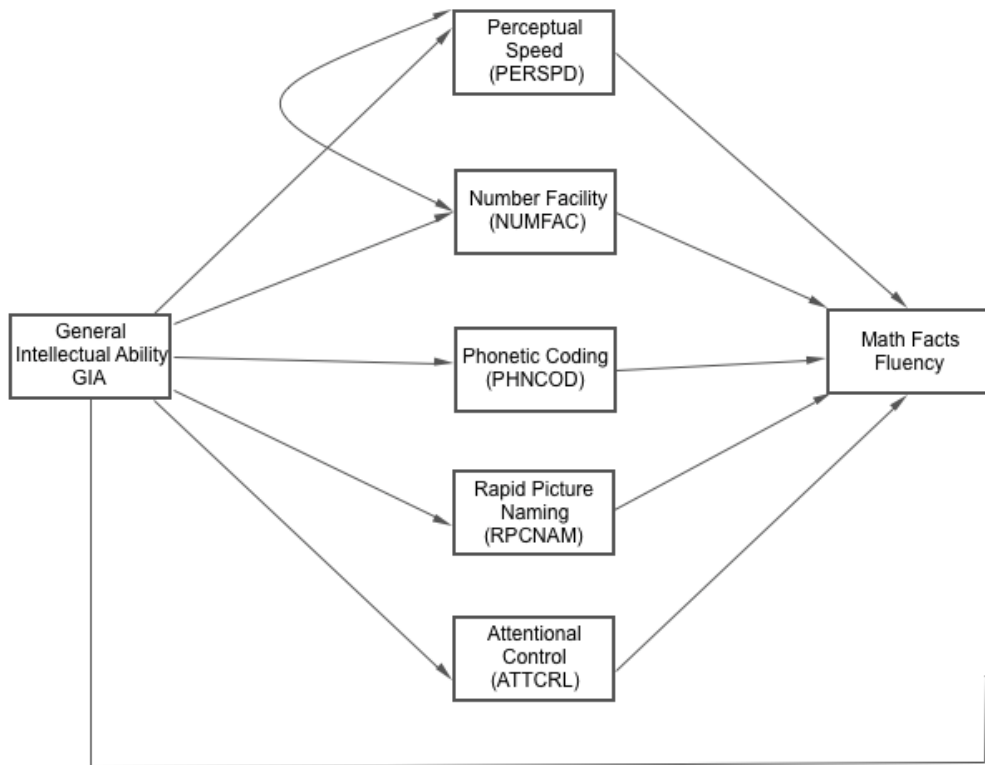 Perceptual
Speed
(PERSPD)
Number Facility
(NUMFAC)
General
Intellectual Ability
GIA
Phonetic Coding
(PHNCOD)
Math Facts
Fluency
Rapid Picture
Naming
(RPCNAM)
Attentional
Control
(ATTCRL)